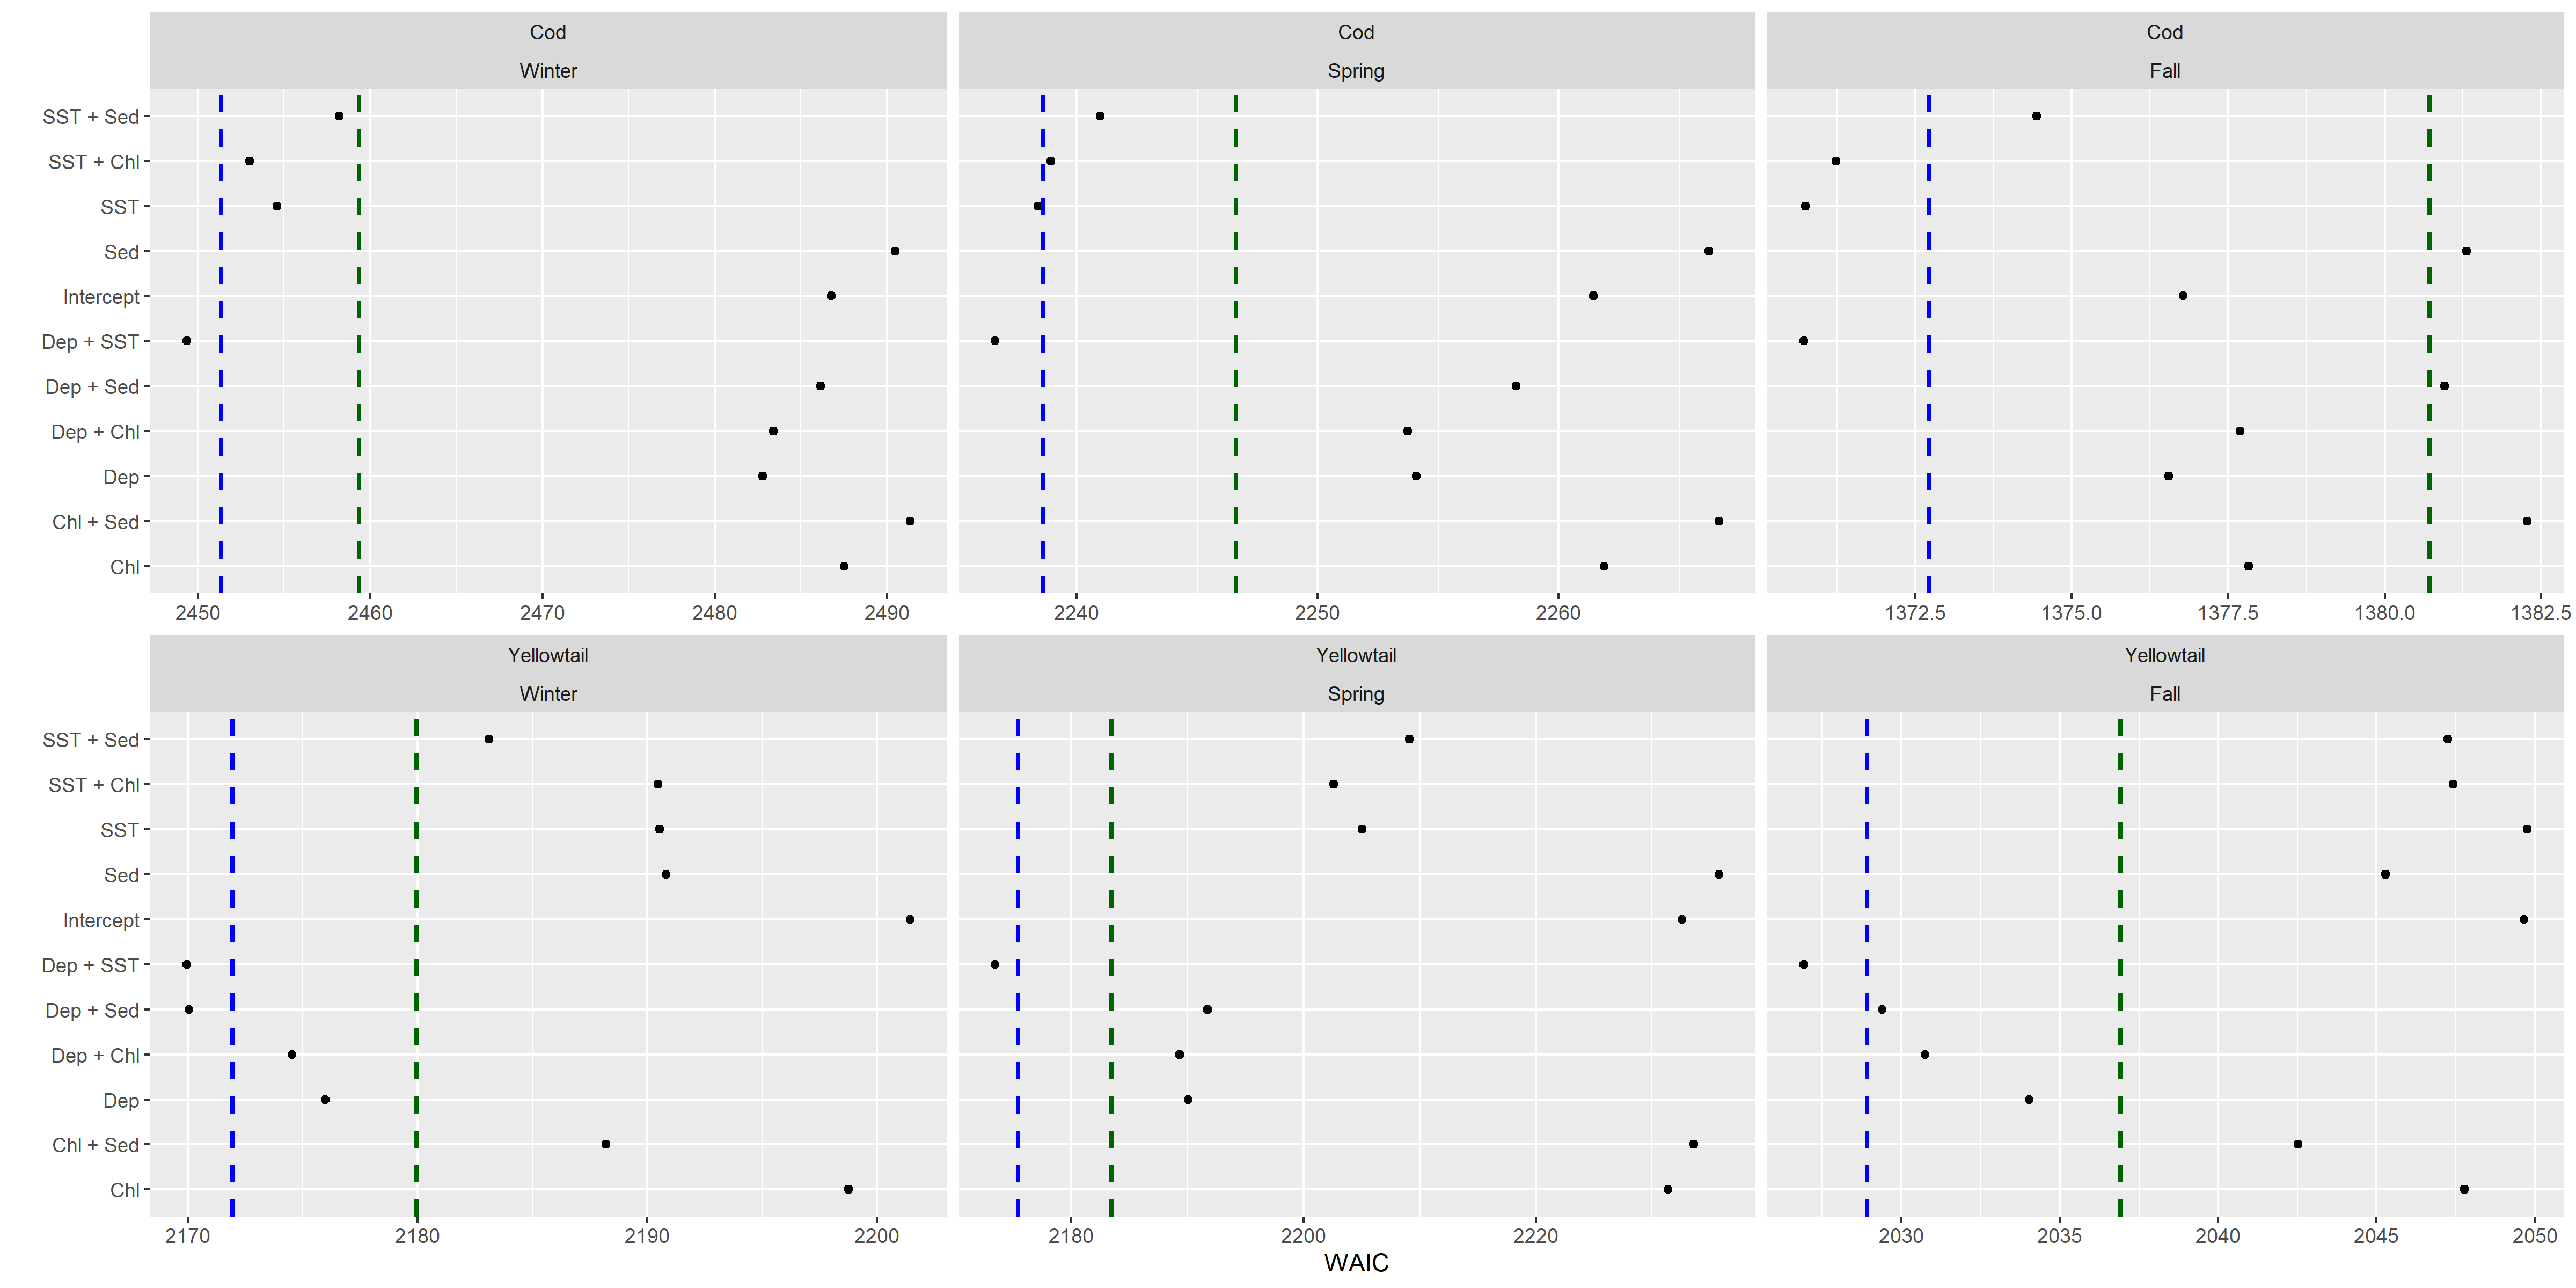 Cod Cod Cod
Winter Spring Fall
SST + Sed
SST + Chl
SST
Sed
Intercept
Dep + SST
Dep + Sed
Dep + Chl
Dep
Chl + Sed
Chl
2450 2460 2470 2480 2490 2240 2250 2260 1372.5 1375.0 1377.5 1380.0 1382.5
Yellowtail Yellowtail Yellowtail
Winter Spring Fall
SST + Sed
SST + Chl
SST
Sed
Intercept
Dep + SST
Dep + Sed
Dep + Chl
Dep
Chl + Sed
Chl
2170 2180 2190 2200 2180 2200 2220 2030 2035 2040 2045 2050
WAIC